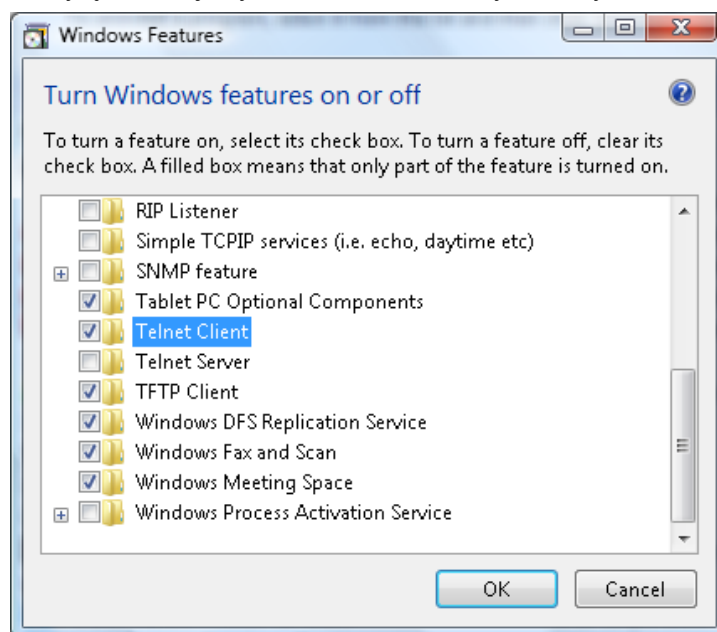 Windows Features
Turn Windows features on or off
To turn a feature on, select its check box. To turn a feature off, clear its
check box. A filled box means that only part of the feature is turned on.
RIP Listener
Simple TCPIP services (i.e. echo, daytime etc)
SNMP feature
Tablet PC Optional Components
Telnet Client
Telnet Server
TFTP Client
Windows DFS Replication Service
Windows Fax and Scan
Windows Meeting Space
Windows Process Activation Service
OK Cancel